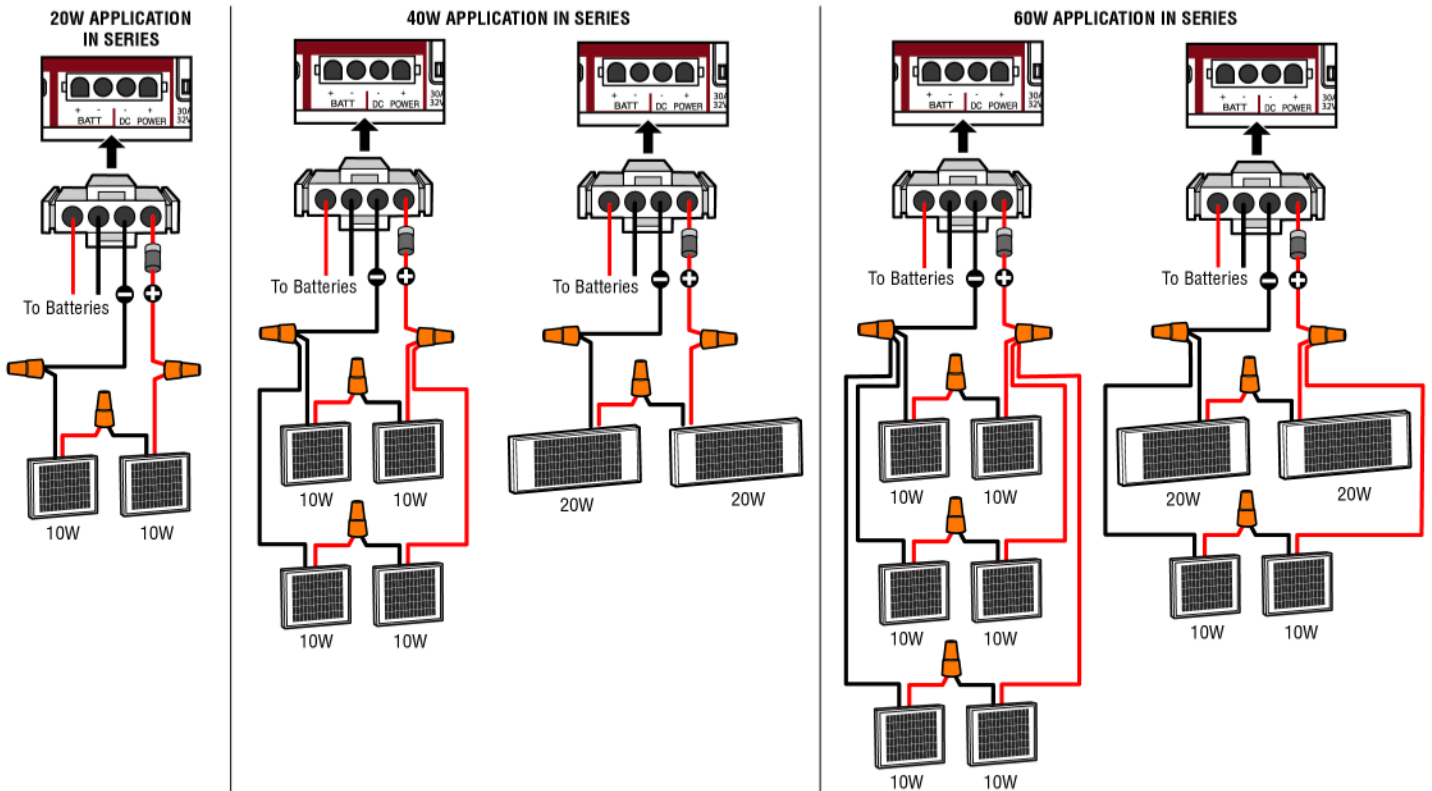 20W APPLICATION
IN SERIES
+ - - +
BATT DC POWER
30A
32V
To Batteries
10W 10W
40W APPLICATION IN SERIES
+ - - +
BATT DC POWER
30A
32V
To Batteries
10W 10W
10W 10W
+ - - +
BATT DC POWER
30A
32V
To Batteries
20W 20W
60W APPLICATION IN SERIES
+ - - +
BATT DC POWER
30A
32V
To Batteries
10W 10W
10W 10W
10W 10W
+ - - +
BATT DC POWER
30A
32V
To Batteries
20W 20W
10W 10W